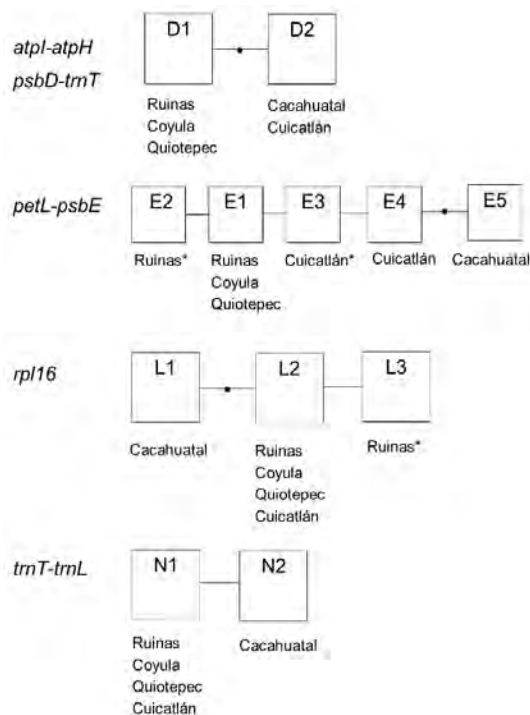 atpI-atpH
psbD-trnT
D1 D2
Ruinas
Coyula
Quiotepec
Cacahuatal
Cuicatlán
petL-psbE
E2 E1 E3 E4 E5
Ruinas*
Ruinas
Coyula
Quiotepec
Cuicatlán*
Cuicatlán
Cacahuatal
rpl16
L1 L2 L3
Cacahuatal
Ruinas
Coyula
Quiotepec
Cuicatlán
Ruinas*
trnT-trnL
N1 N2
Ruinas
Coyula
Quiotepec
Cuicatlán
Cacahuatal